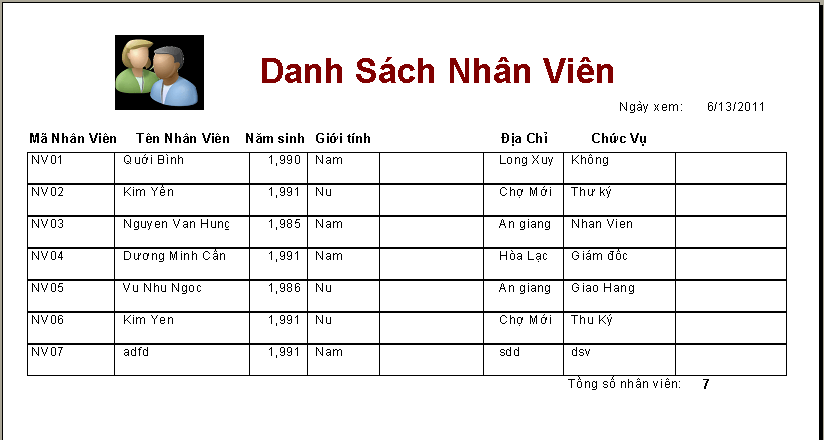 Danh Sách Nhân Viên
Ngày xem: 6/13/2011
Mã Nhân Viên Tên Nhân Viên Năm sinh Giới tính Địa Chỉ Chức Vụ
NV01 Quới Bình 1,990 Nam Long Xuy Không
NV02 Kim Yến 1,991 Nu Chợ Mới Thư ký
NV03 Nguyen Van Hung 1,985 Nam An giang Nhan Vien
NV04 Dương Minh Cần 1,991 Nam Hòa Lạc Giám đốc
NV05 Vu Nhu Ngoc 1,986 Nu An giang Giao Hang
NV06 Kim Yen 1,991 Nu Chợ Mới Thu Ký
NV07 adfd 1,991 Nam sdd dsv
Tổng số nhân viên: 7